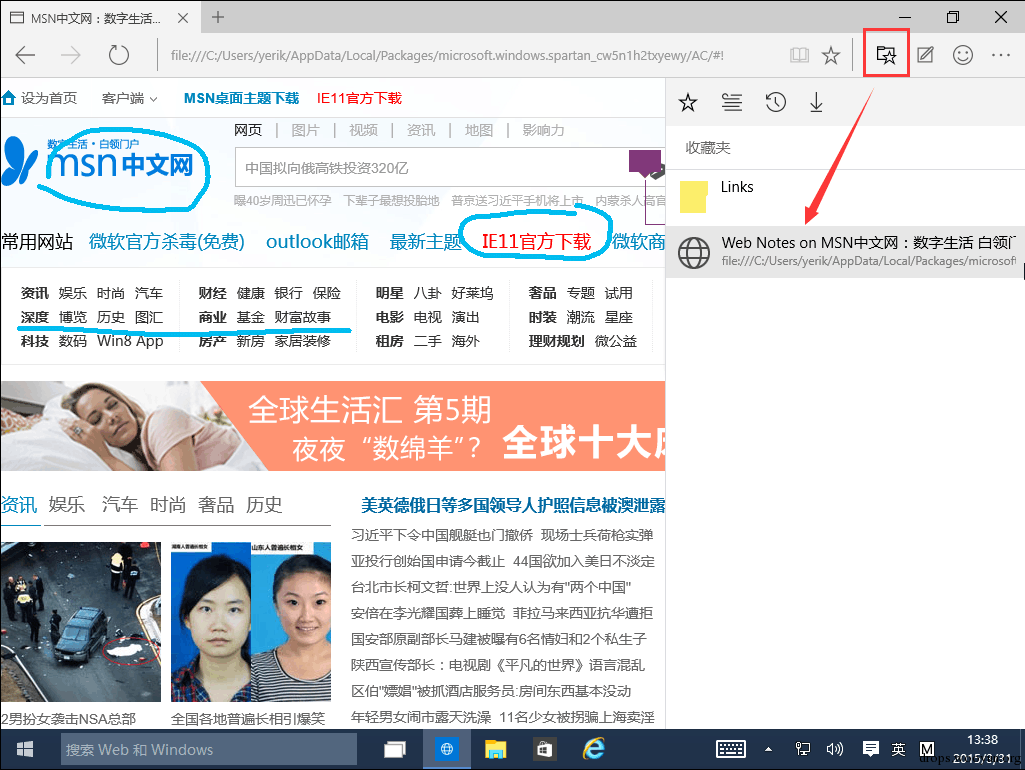 MSN中文网：数字生活...
file:///C:/Users/yerik/AppData/Local/Packages/microsoft.windows.spartan_cw5n1h2txyewy/AC/#!
设为首页 客户端 MSN桌面主题下载 IE11官方下载
网页 | 图片 | 视频 | 资讯 | 地图 | 影响力
数字生活·白领门户
msn 中文网
中国拟向俄高铁投资320亿
曝40岁周迅已怀孕 下辈子最想投胎地 普京送习近平手机将上市 内蒙杀人高官
常用网站 微软官方杀毒(免费) outlook邮箱 最新主题 IE11官方下载 微软商
资讯 娱乐 时尚 汽车 财经 健康 银行 保险 明星 八卦 好莱坞 奢品 专题 试用
深度 博览 历史 图汇 商业 基金 财富故事 电影 电视 演出 时装 潮流 星座
科技 数码 Win8 App 房产 新房 家居装修 租房 二手 海外 理财规划 微公益
全球生活汇 第5期
夜夜“数绵羊”？ 全球十大
资讯 娱乐 汽车 时尚 奢品 历史
湖南人普遍长相女 山东人普遍长相女
2男扮女袭击NSA总部 全国各地普遍长相引爆笑
美英德俄日等多国领导人护照信息被澳泄露
习近平下令中国舰艇也门撤侨 现场士兵荷枪实弹
亚投行创始国申请今截止 44国欲加入美日不淡定
台北市长柯文哲:世界上没人认为有"两个中国"
安倍在李光耀国葬上睡觉 菲拉马来西亚抗华遭拒
国安部原副部长马建被曝有6名情妇和2个私生子
陕西宣传部长：电视剧《平凡的世界》语言混乱
区伯"嫖娼"被抓酒店服务员:房间东西基本没动
年轻男女闹市露天洗澡 11名少女被拐骗上海卖淫
收藏夹
Links
Web Notes on MSN中文网：数字生活 白领门
file:///C:/Users/yerik/AppData/Local/Packages/microsoft
搜索 Web 和 Windows
英 M
13:38
2015/3/31